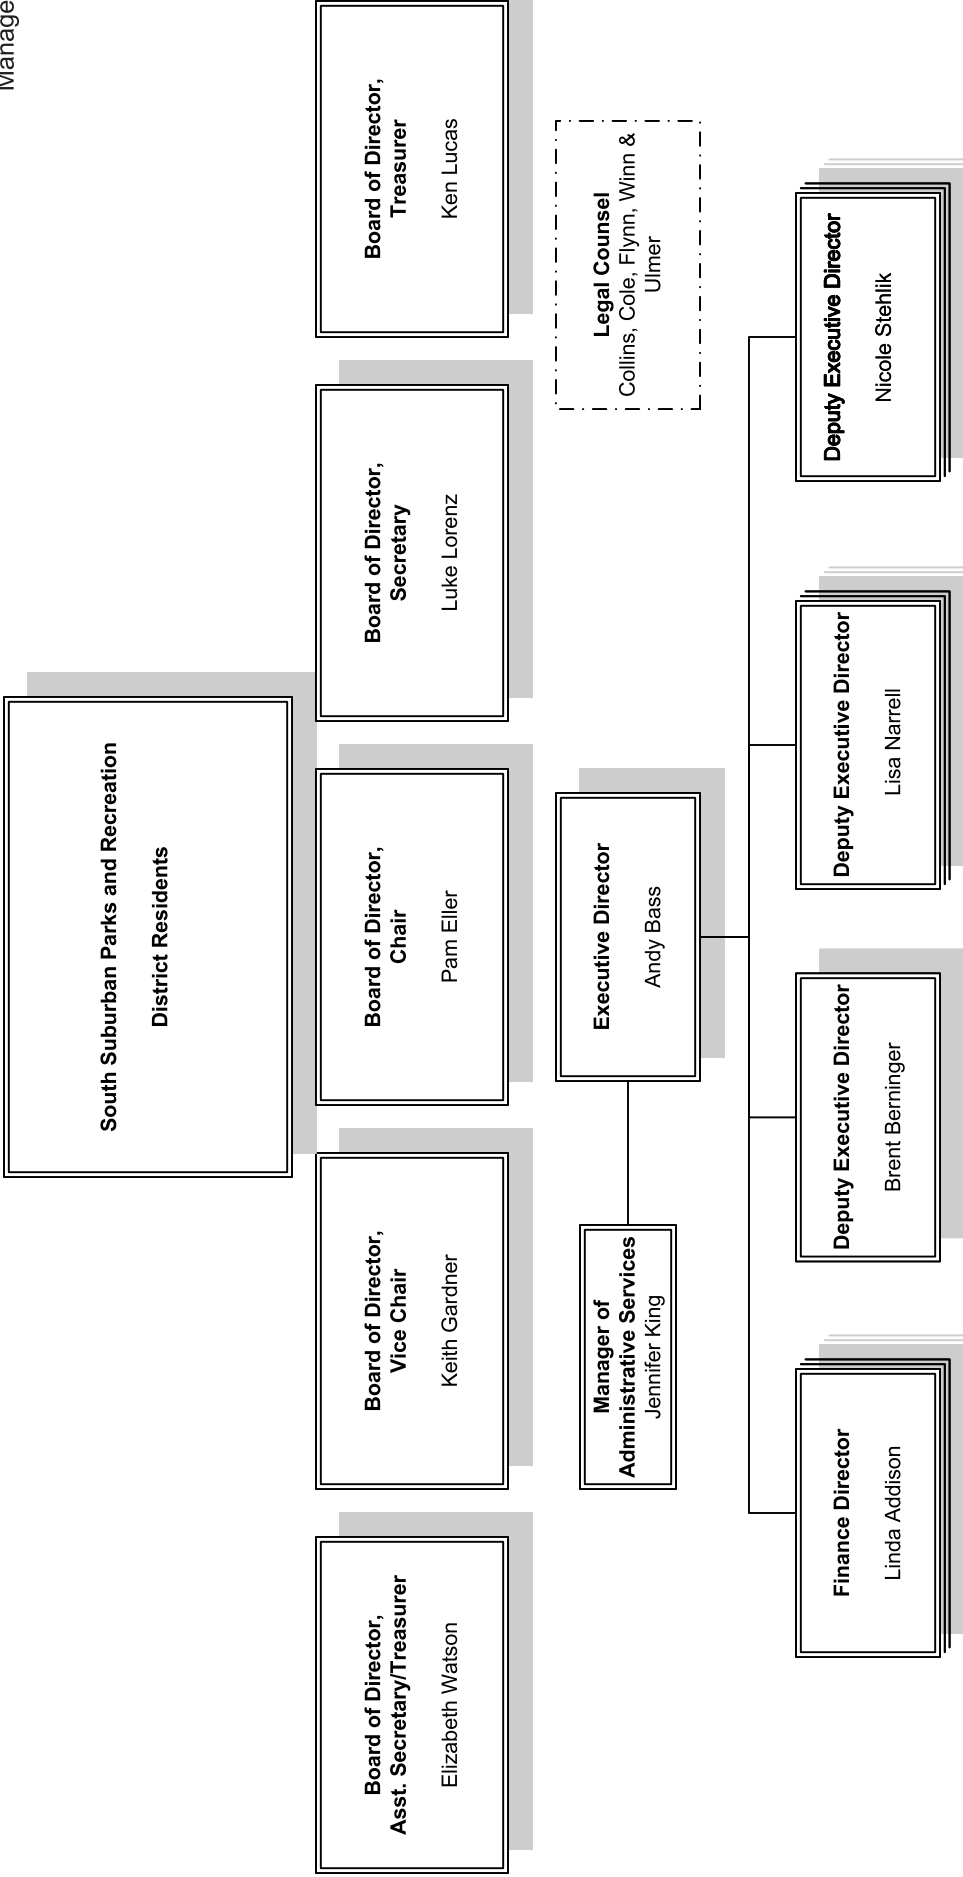 Manage
South Suburban Parks and Recreation
District Residents
Board of Director,
Asst. Secretary/Treasurer
Elizabeth Watson
Board of Director,
Vice Chair
Keith Gardner
Board of Director,
Chair
Pam Eller
Board of Director,
Secretary
Luke Lorenz
Board of Director,
Treasurer
Ken Lucas
Manager of
Administrative Services
Jennifer King
Executive Director
Andy Bass
Legal Counsel
Collins, Cole, Flynn, Winn &
Ulmer
Finance Director
Linda Addison
Deputy Executive Director
Brent Berninger
Deputy Executive Director
Lisa Narrell
Deputy Executive Director
Nicole Stehlik